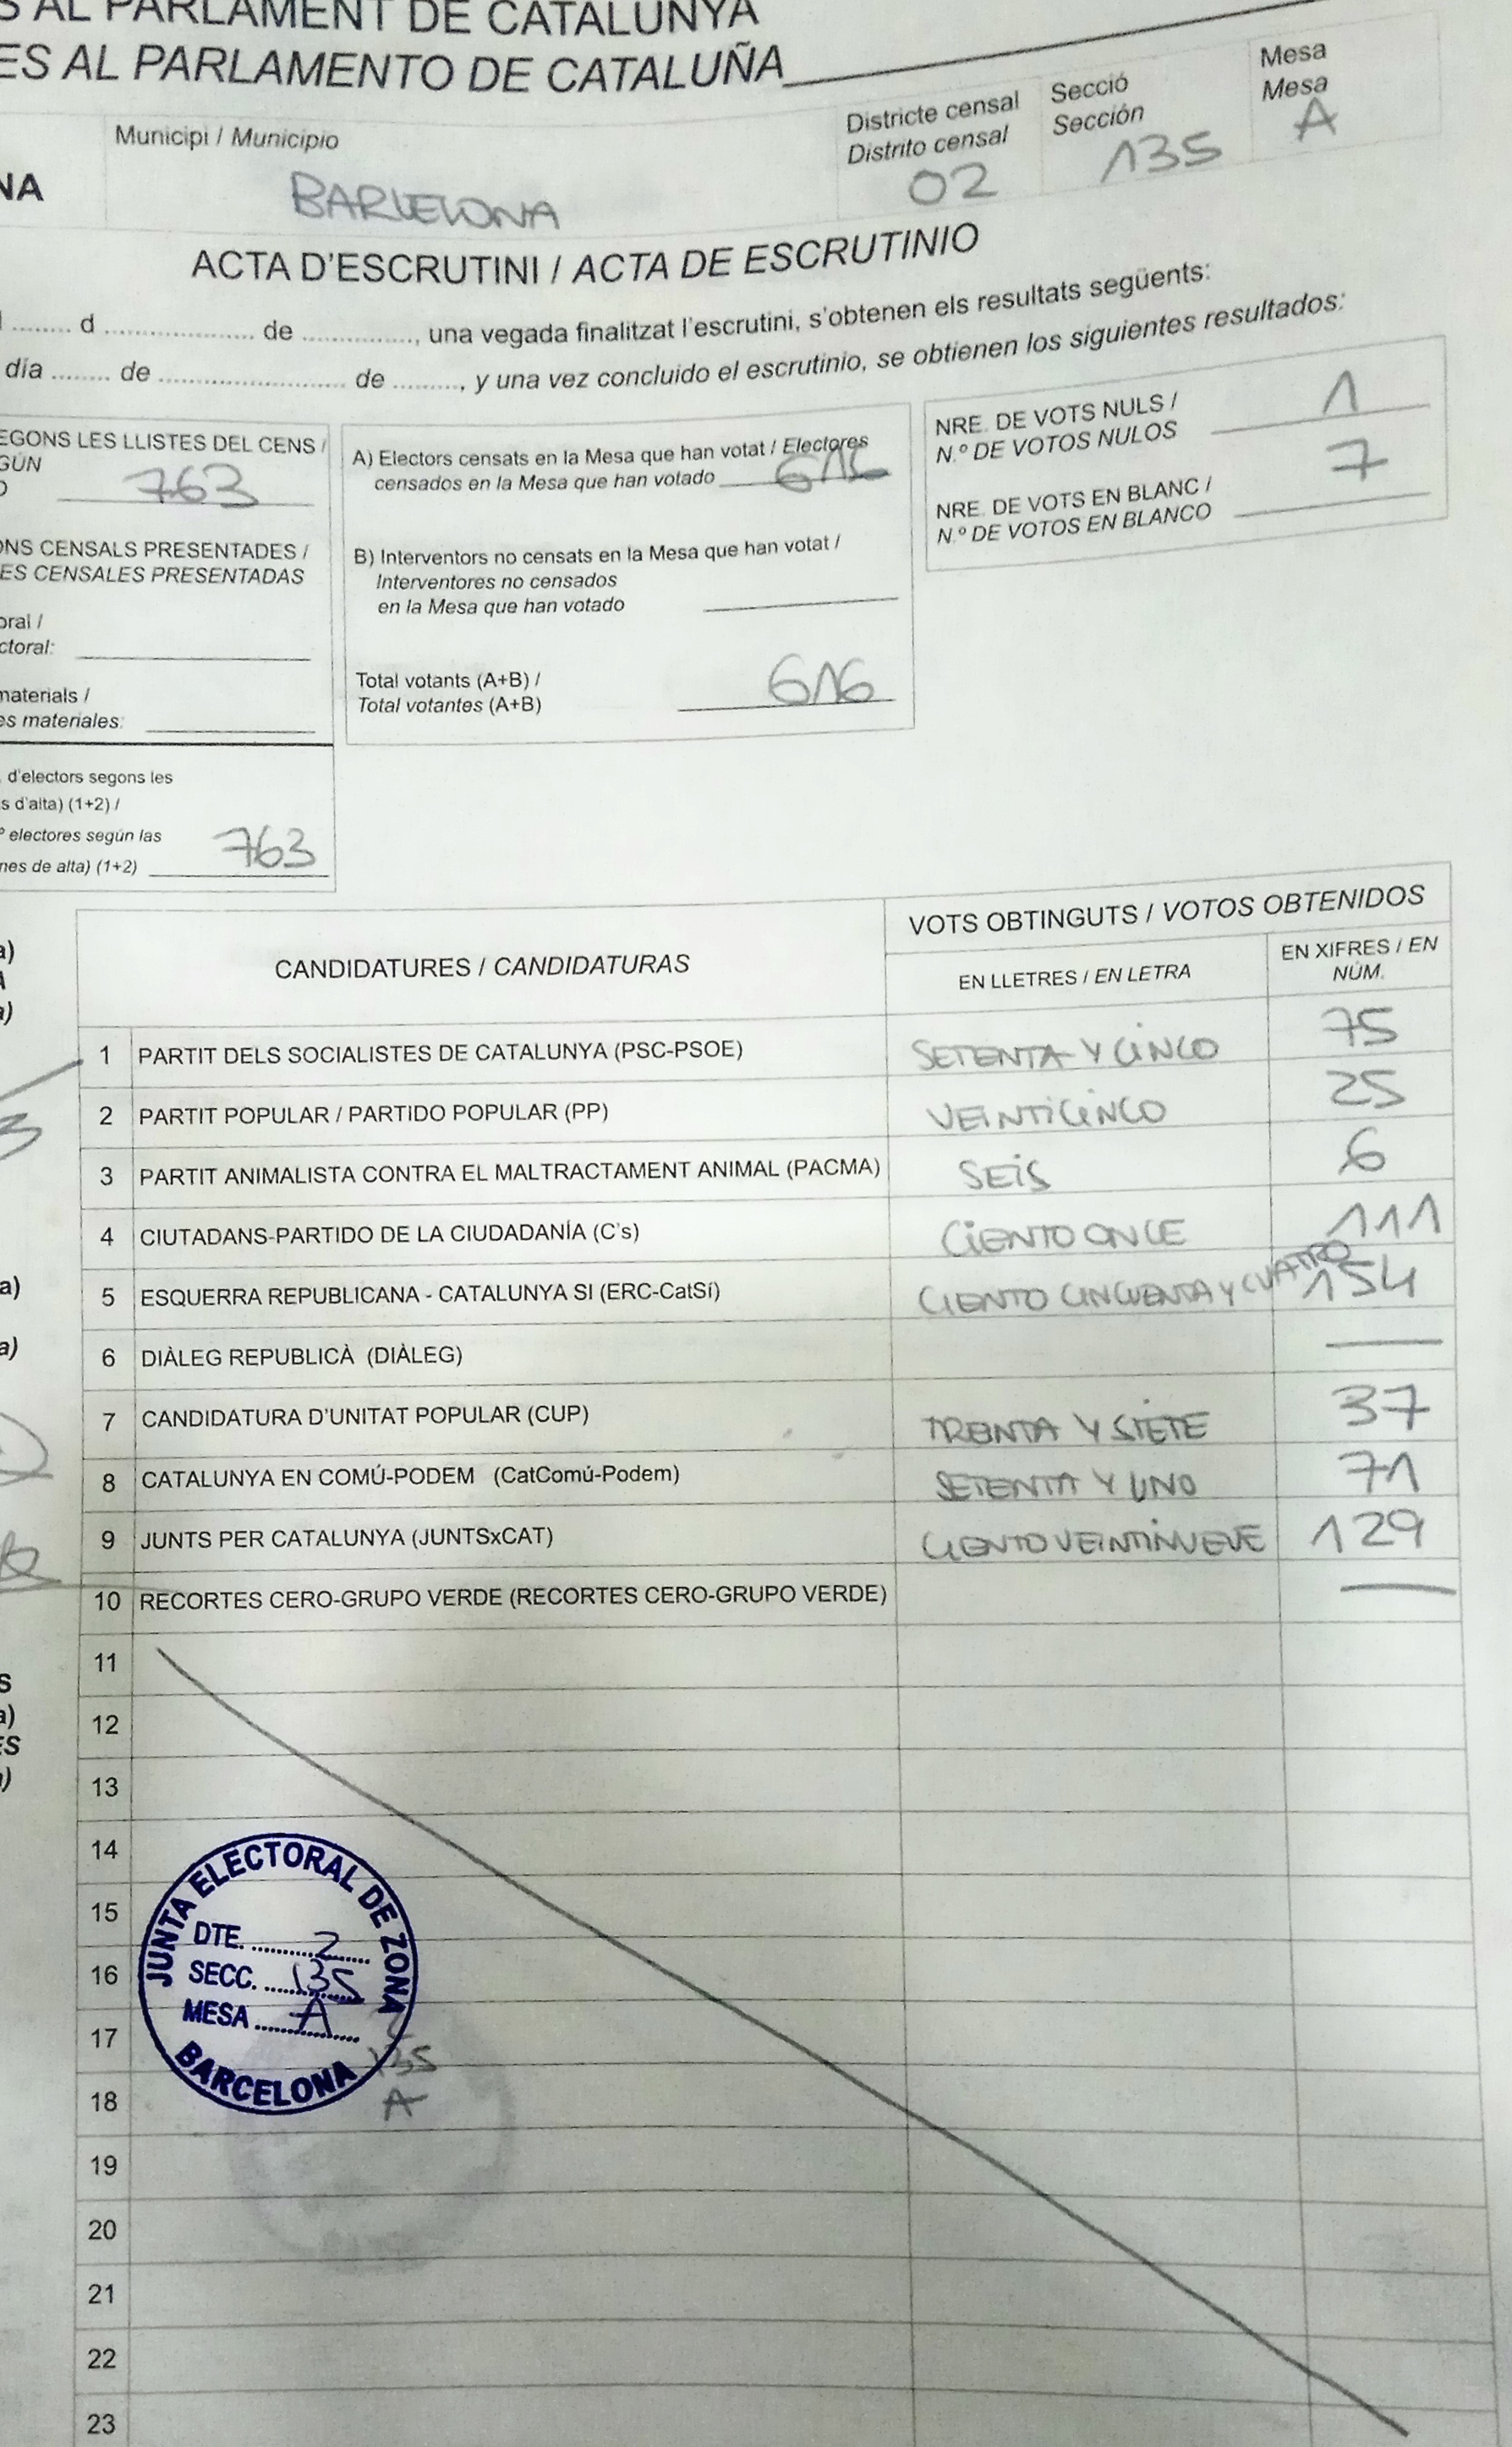 S AL PARLAMENT DE CATALUNYA
ES AL PARLAMENTO DE CATALUÑA
NA
Municipi / Municipio
BARCELONA
Districte censal
Distrito censal
02
Secció
Sección
135
Mesa
Mesa
A
ACTA D'ESCRUTINI / ACTA DE ESCRUTINIO
d de , una vegada finalitzat l'escrutini, s'obtenen els resultats següents:
día de de , y una vez concluido el escrutinio, se obtienen los siguientes resultados:
EGONS LES LLISTES DEL CENS /
GÚN
763
ONS CENSALS PRESENTADES /
ES CENSALES PRESENTADAS
oral /
ctoral:
materials /
es materiales:
d'electors segons les
s d'alta) (1+2) /
º electores según las
nes de alta) (1+2) 763
A) Electors censats en la Mesa que han votat / Electores
censados en la Mesa que han votado 616
B) Interventors no censats en la Mesa que han votat /
Interventores no censados
en la Mesa que han votado
Total votants (A+B) /
Total votantes (A+B) 616
NRE. DE VOTS NULS /
N.º DE VOTOS NULOS 1
NRE. DE VOTS EN BLANC /
N.º DE VOTOS EN BLANCO 7
CANDIDATURES / CANDIDATURAS
VOTS OBTINGUTS / VOTOS OBTENIDOS
EN LLETRES / EN LETRA
EN XIFRES / EN
NÚM.
1 PARTIT DELS SOCIALISTES DE CATALUNYA (PSC-PSOE) SETENTA Y CINCO 75
2 PARTIT POPULAR / PARTIDO POPULAR (PP) VEINTICINCO 25
3 PARTIT ANIMALISTA CONTRA EL MALTRACTAMENT ANIMAL (PACMA) SEIS 6
4 CIUTADANS-PARTIDO DE LA CIUDADANÍA (C's) CIENTO ONCE 111
5 ESQUERRA REPUBLICANA - CATALUNYA SI (ERC-CatSí) CIENTO CINCUENTA Y CUATRO 154
6 DIÀLEG REPUBLICÀ (DIÀLEG)
7 CANDIDATURA D'UNITAT POPULAR (CUP) TRENTA Y SIETE 37
8 CATALUNYA EN COMÚ-PODEM (CatComú-Podem) SETENTA Y UNO 71
9 JUNTS PER CATALUNYA (JUNTSxCAT) CIENTO VEINTINUEVE 129
10 RECORTES CERO-GRUPO VERDE (RECORTES CERO-GRUPO VERDE)
11
12
13
14
15
16
17
18
19
20
21
22
23
JUNTA ELECTORAL DE ZONA
DTE. 2
SECC. 135
MESA A
BARCELONA
135
A
a)
A
a)
a)
a)
S
a)
ES
a)